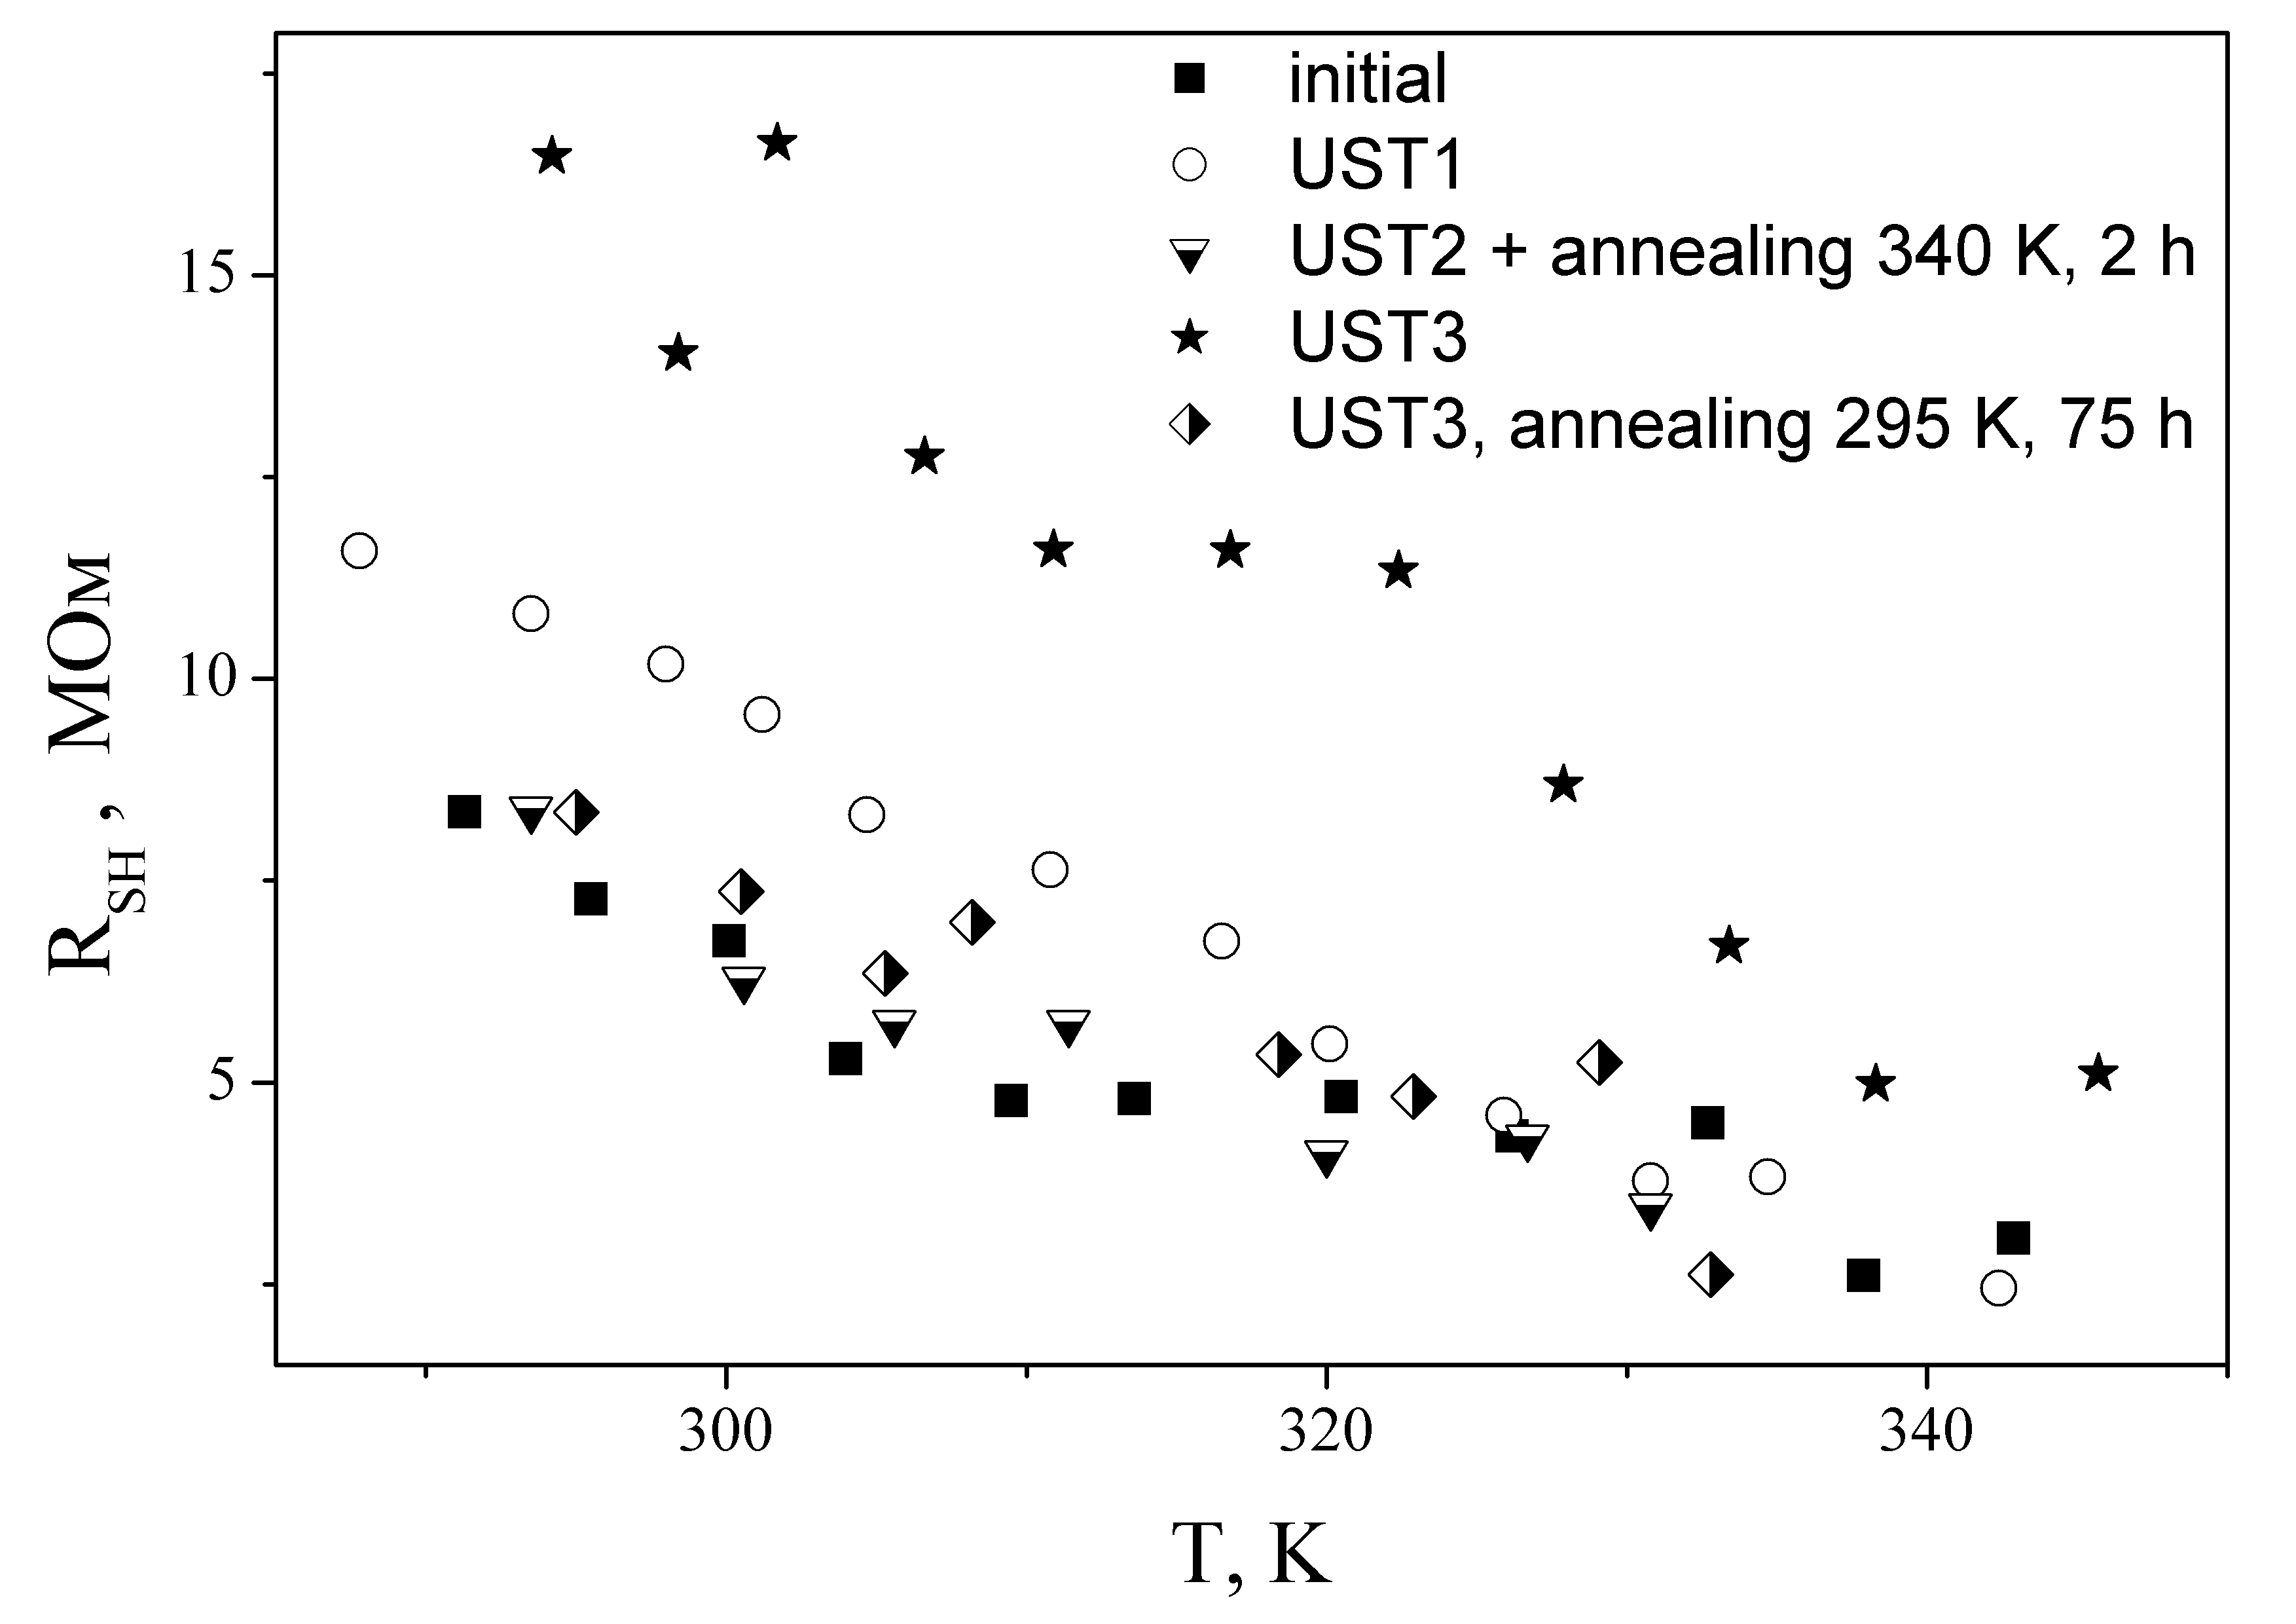 initial
UST1
UST2 + annealing 340 K, 2 h
UST3
UST3, annealing 295 K, 75 h
15
10
5
R_SH, MOм
300
320
340
T, K